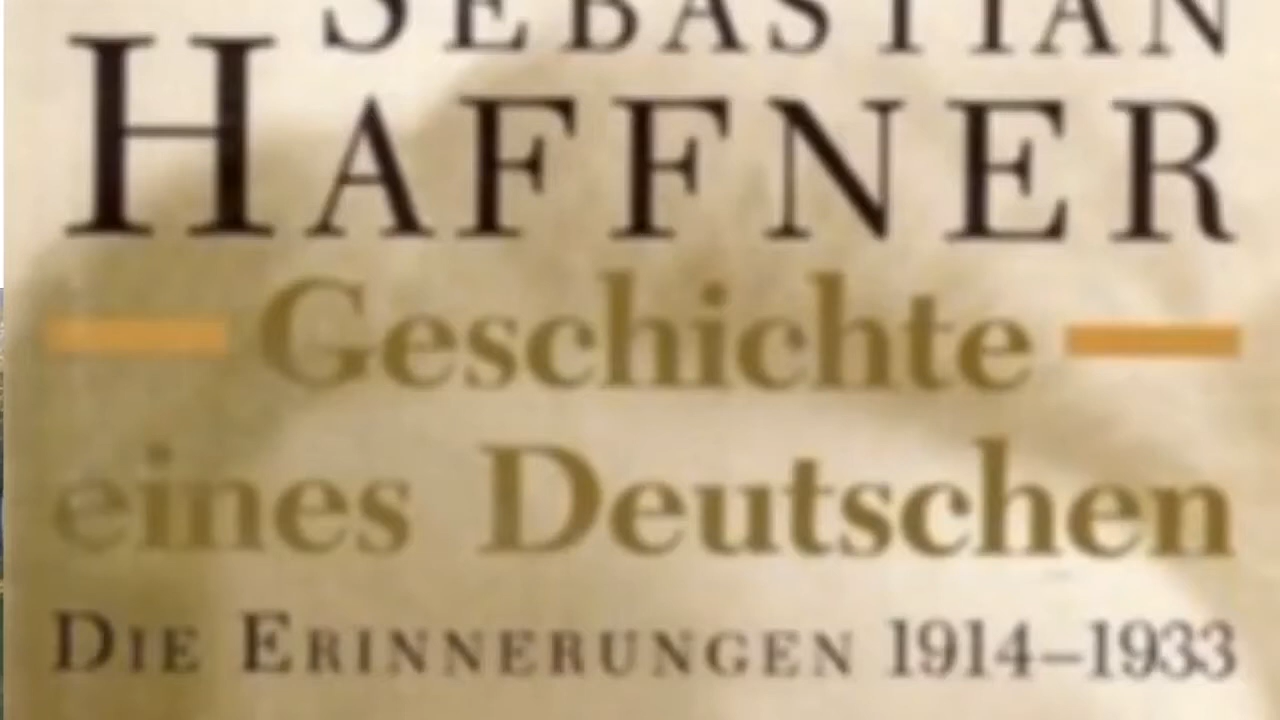 SEBASTIAN
HAFFNER
Geschichte
eines Deutschen
DIE ERINNERUNGEN 1914–1933